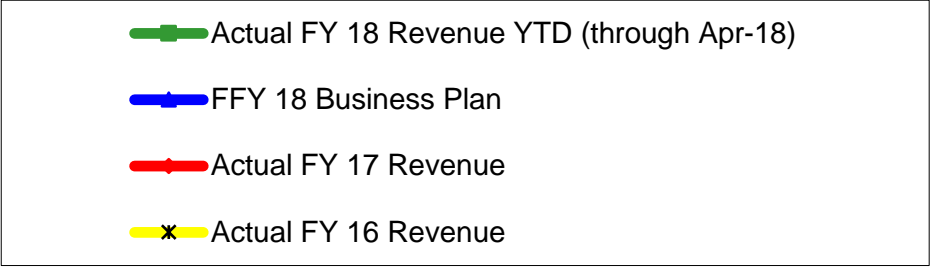 Actual FY 18 Revenue YTD (through Apr-18)
FFY 18 Business Plan
Actual FY 17 Revenue
Actual FY 16 Revenue